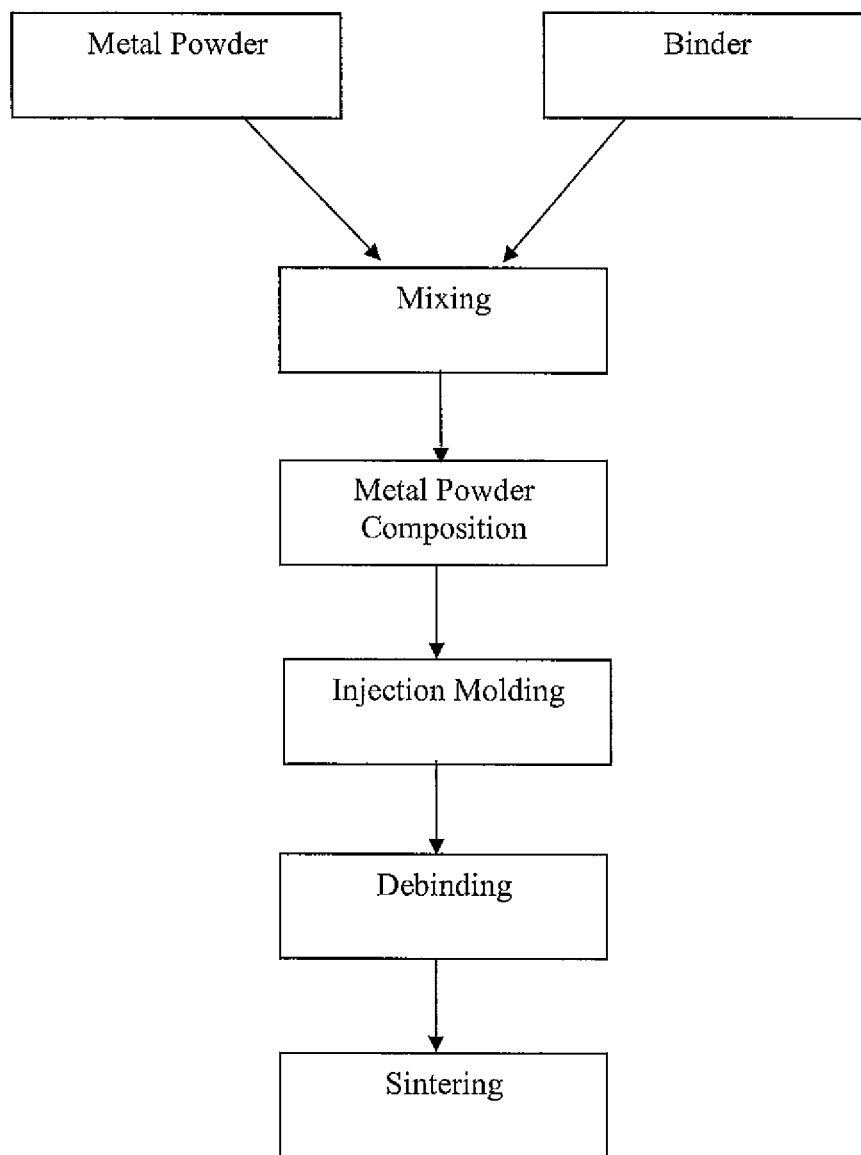 Metal Powder
Binder
Mixing
Metal Powder
Composition
Injection Molding
Debinding
Sintering